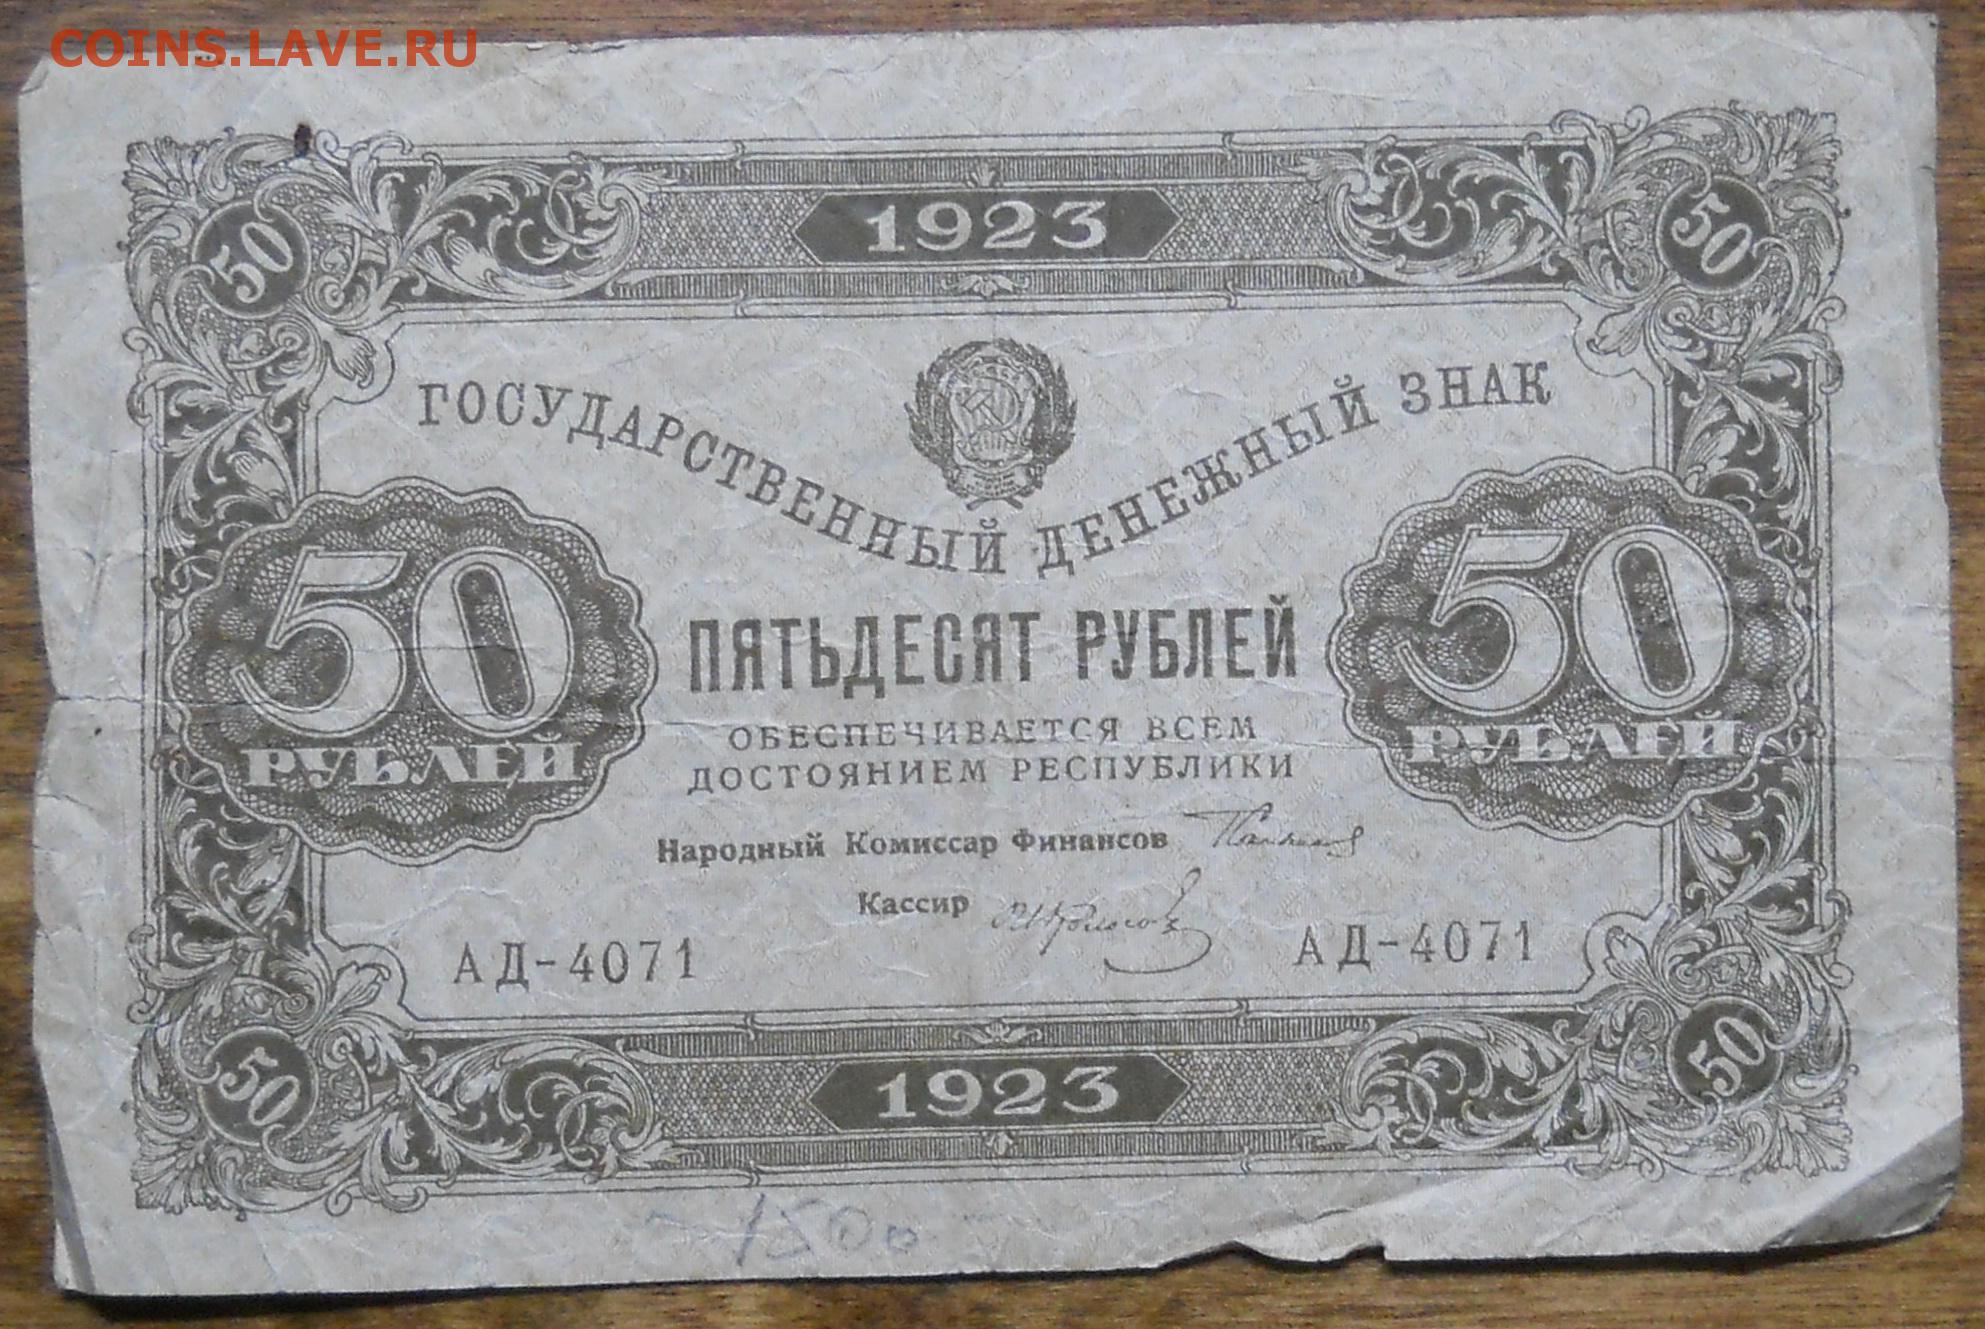 COINS.LAVE.RU
50 1923 50
ГОСУДАРСТВЕННЫЙ ДЕНЕЖНЫЙ ЗНАК
50 РУБЛЕЙ
50 РУБЛЕЙ
ПЯТЬДЕСЯТ РУБЛЕЙ
ОБЕСПЕЧИВАЕТСЯ ВСЕМ
ДОСТОЯНИЕМ РЕСПУБЛИКИ
Народный Комиссар Финансов
Кассир
АД-4071 АД-4071
50 1923 50
1500